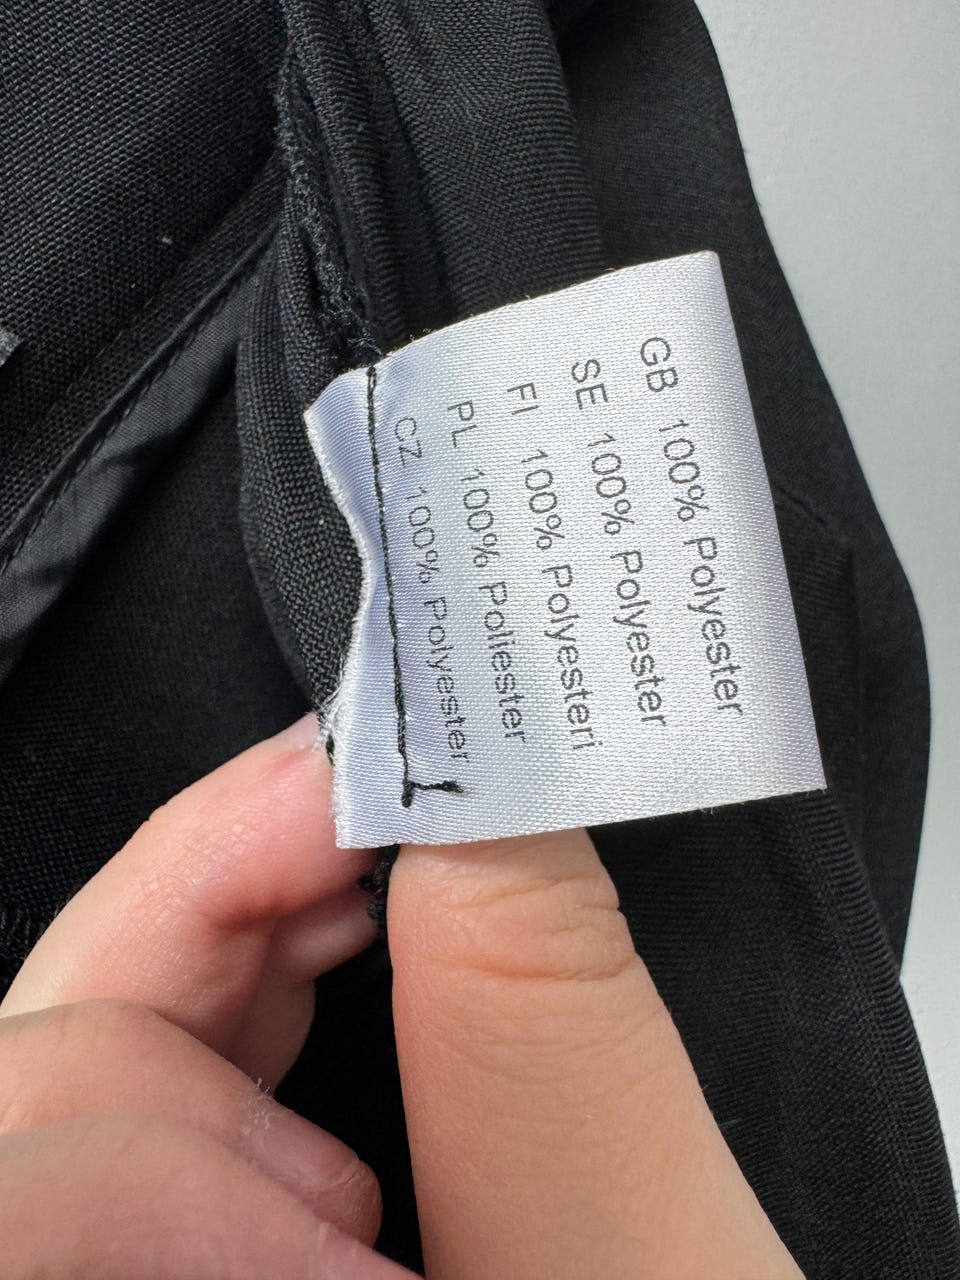 GB 100% Polyester
SE 100% Polyester
FI 100% Polyesteri
PL 100% Poliester
CZ 100% Polyester